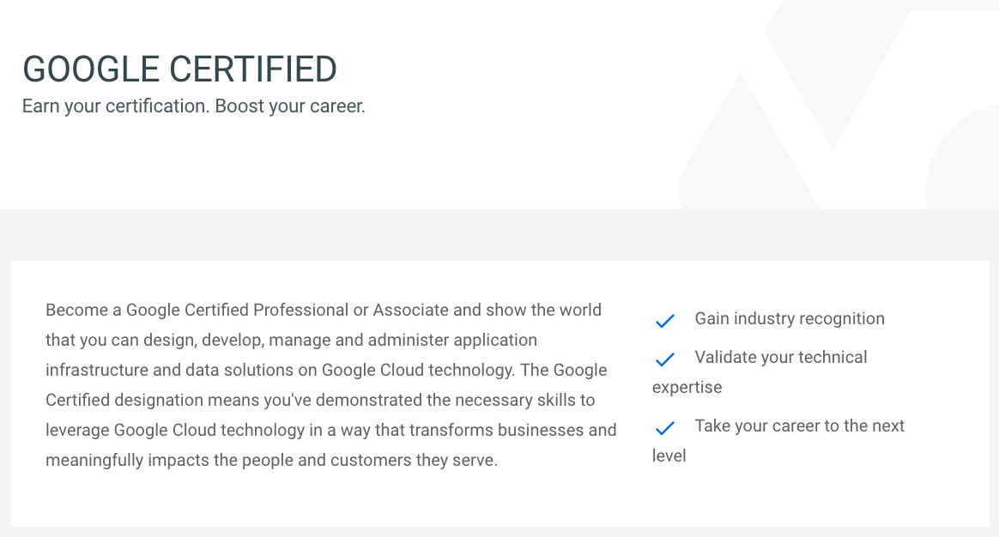 GOOGLE CERTIFIED
Earn your certification. Boost your career.
Become a Google Certified Professional or Associate and show the world
that you can design, develop, manage and administer application
infrastructure and data solutions on Google Cloud technology. The Google
Certified designation means you've demonstrated the necessary skills to
leverage Google Cloud technology in a way that transforms businesses and
meaningfully impacts the people and customers they serve.
Gain industry recognition
Validate your technical
expertise
Take your career to the next
level